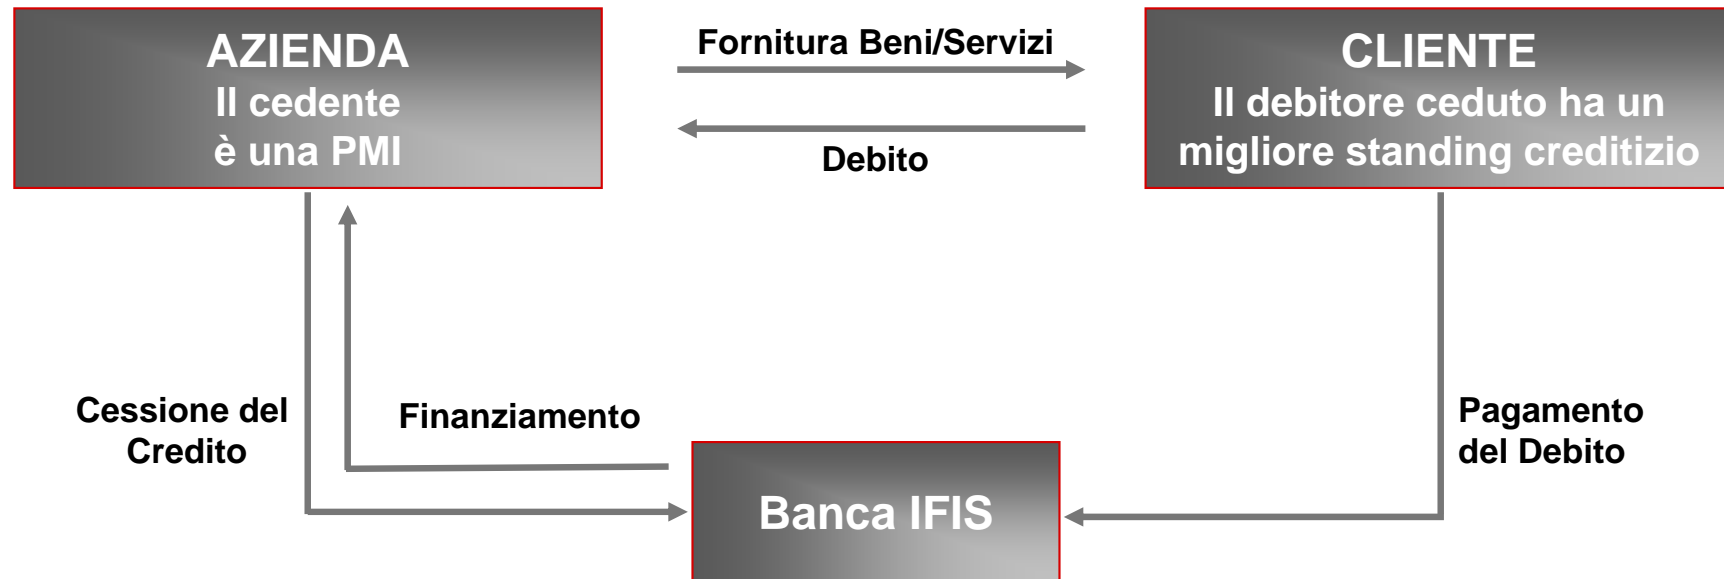 AZIENDA
Il cedente
è una PMI
Fornitura Beni/Servizi
Debito
CLIENTE
Il debitore ceduto ha un
migliore standing creditizio
Cessione del
Credito
Finanziamento
Pagamento
del Debito
Banca IFIS